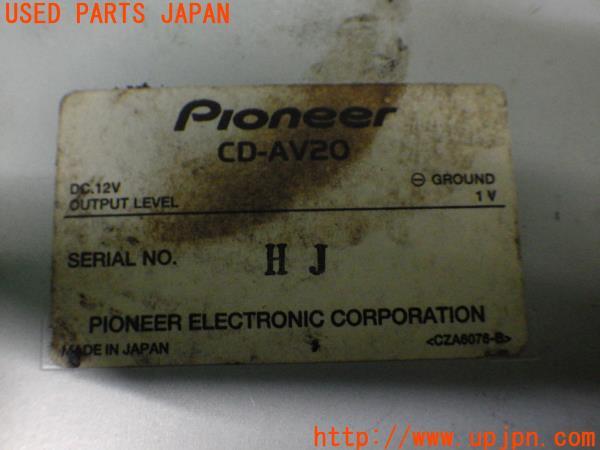 USED PARTS JAPAN
Pioneer
CD-AV20
DC.12V ⊖ GROUND
OUTPUT LEVEL 1 V
SERIAL NO. H J
PIONEER ELECTRONIC CORPORATION
MADE IN JAPAN <CZA6076-B>
http://www.upjpn.com